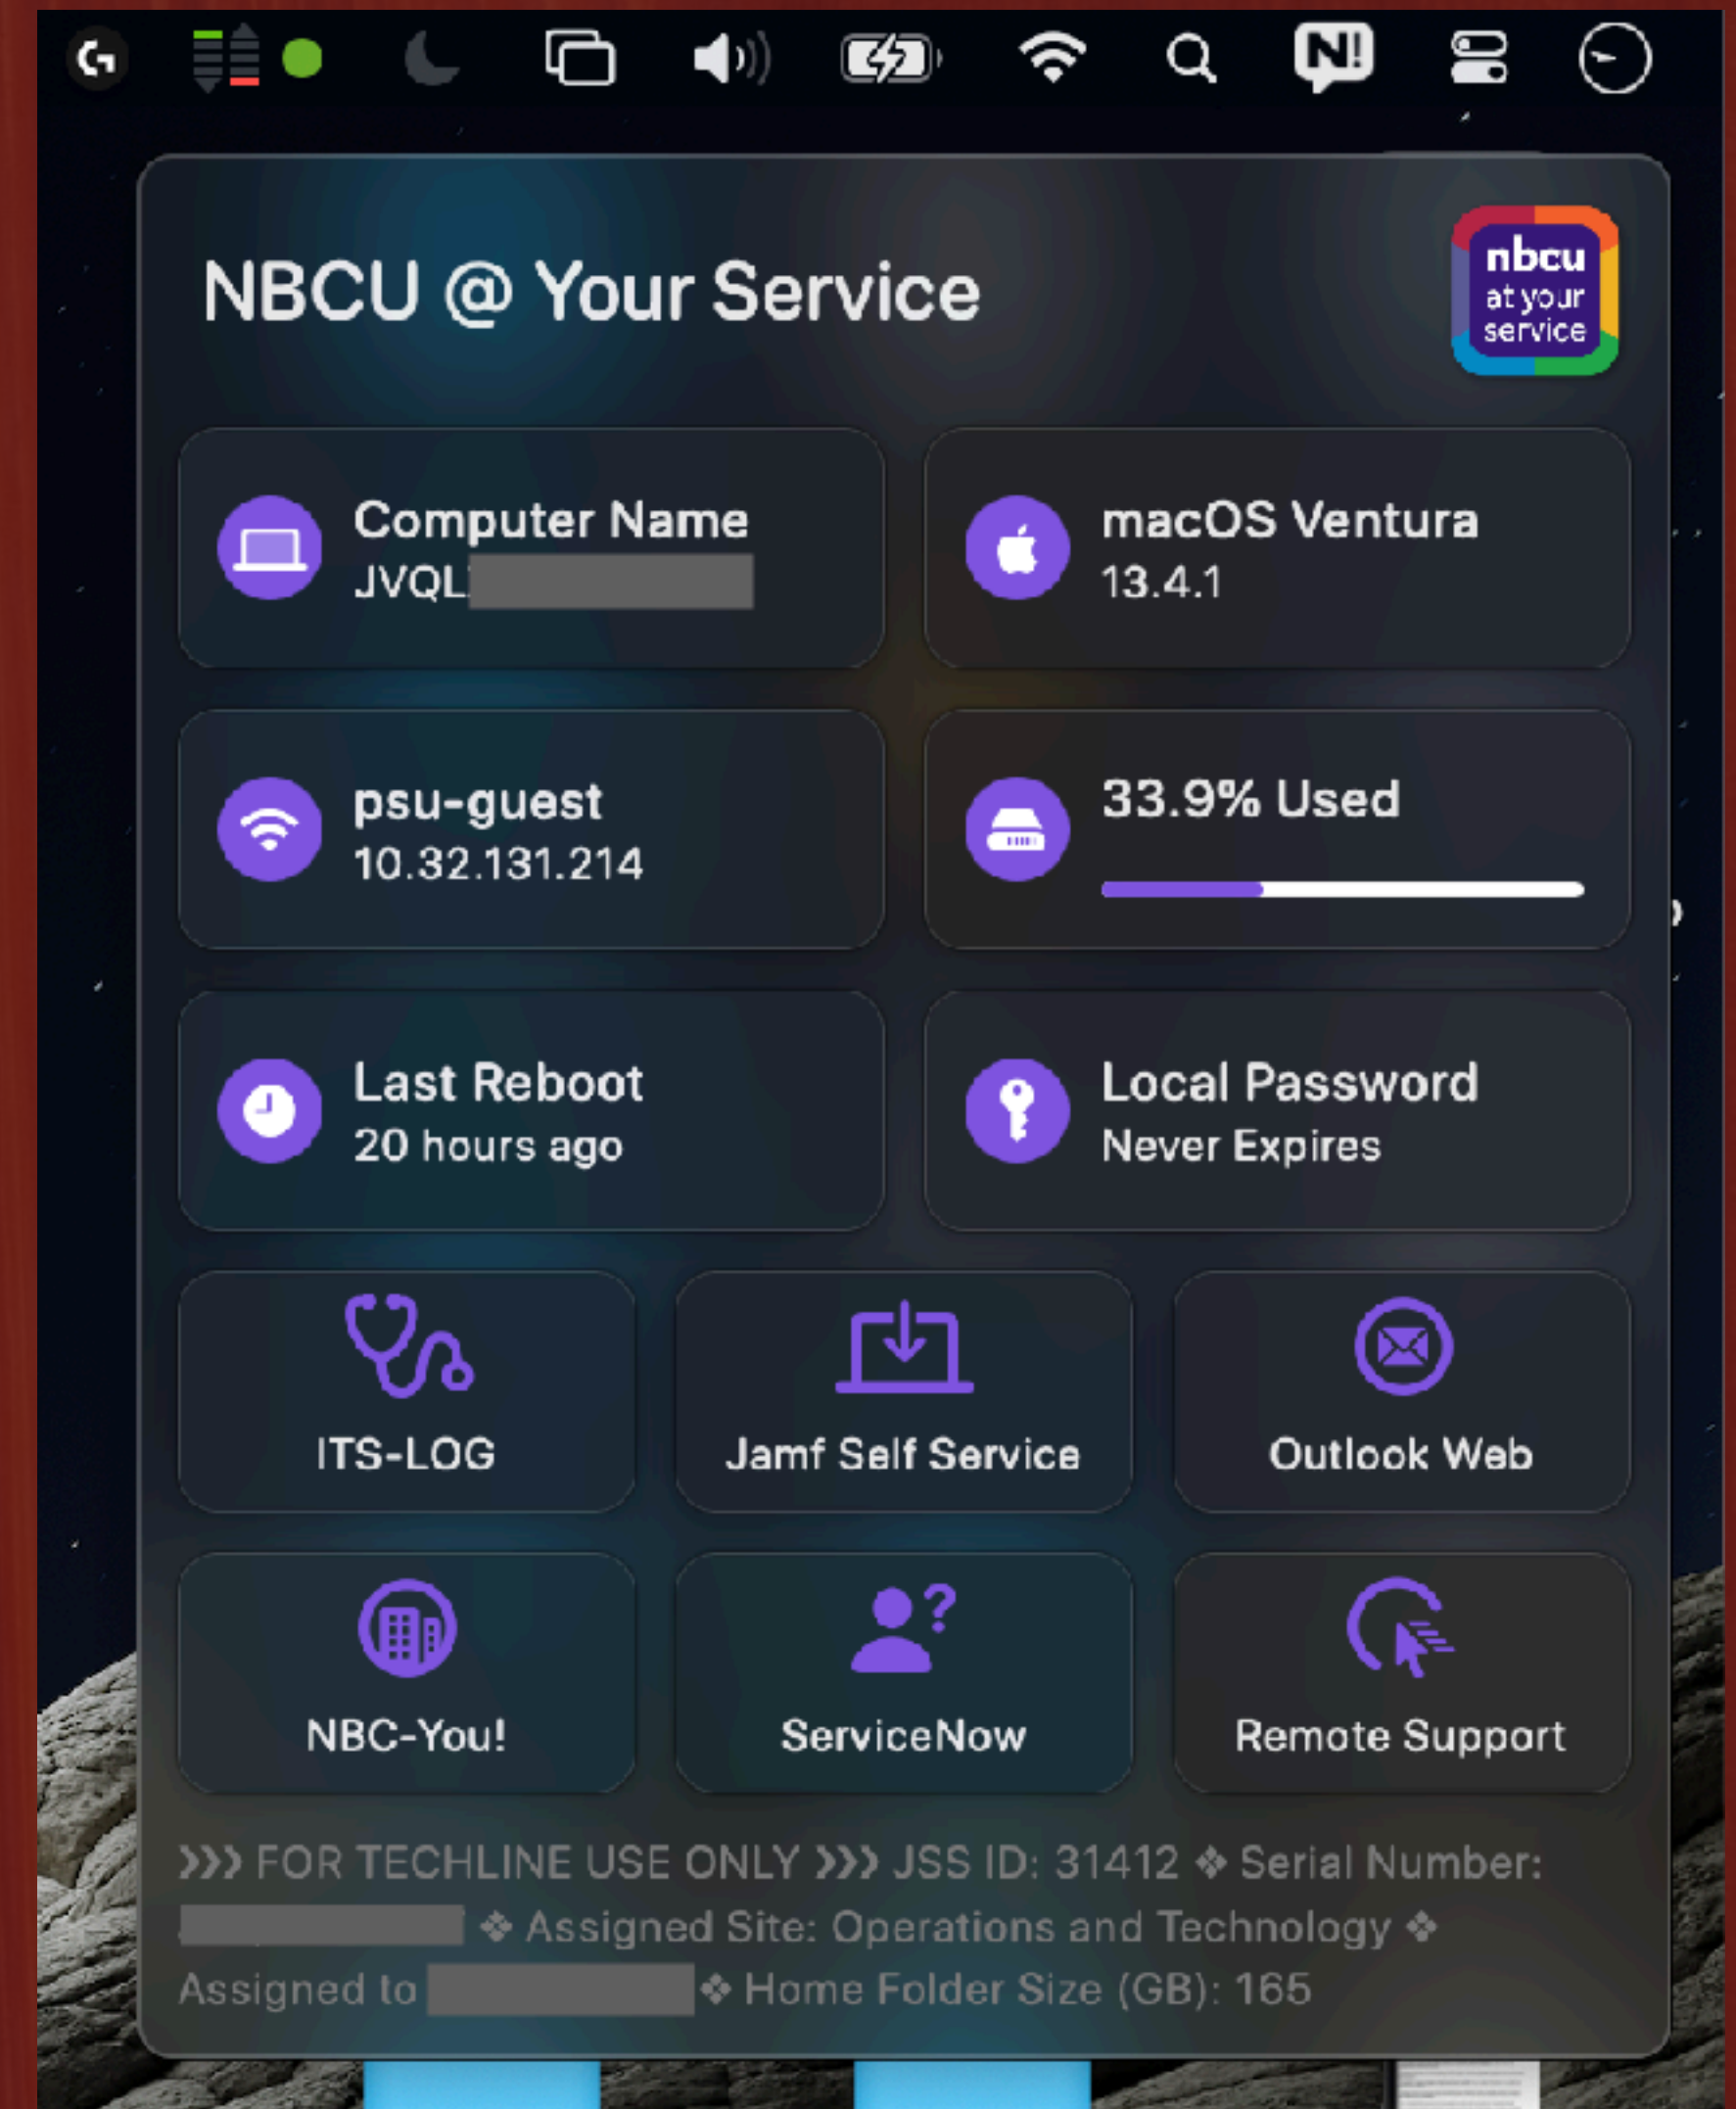 NBCU @ Your Service
nbcu
at your
service
Computer Name
JVQL
macOS Ventura
13.4.1
psu-guest
10.32.131.214
33.9% Used
Last Reboot
20 hours ago
Local Password
Never Expires
ITS-LOG
Jamf Self Service
Outlook Web
NBC-You!
ServiceNow
Remote Support
❯❯❯ FOR TECHLINE USE ONLY ❯❯❯ JSS ID: 31412 ❖ Serial Number:
❖ Assigned Site: Operations and Technology ❖
Assigned to ❖ Home Folder Size (GB): 165